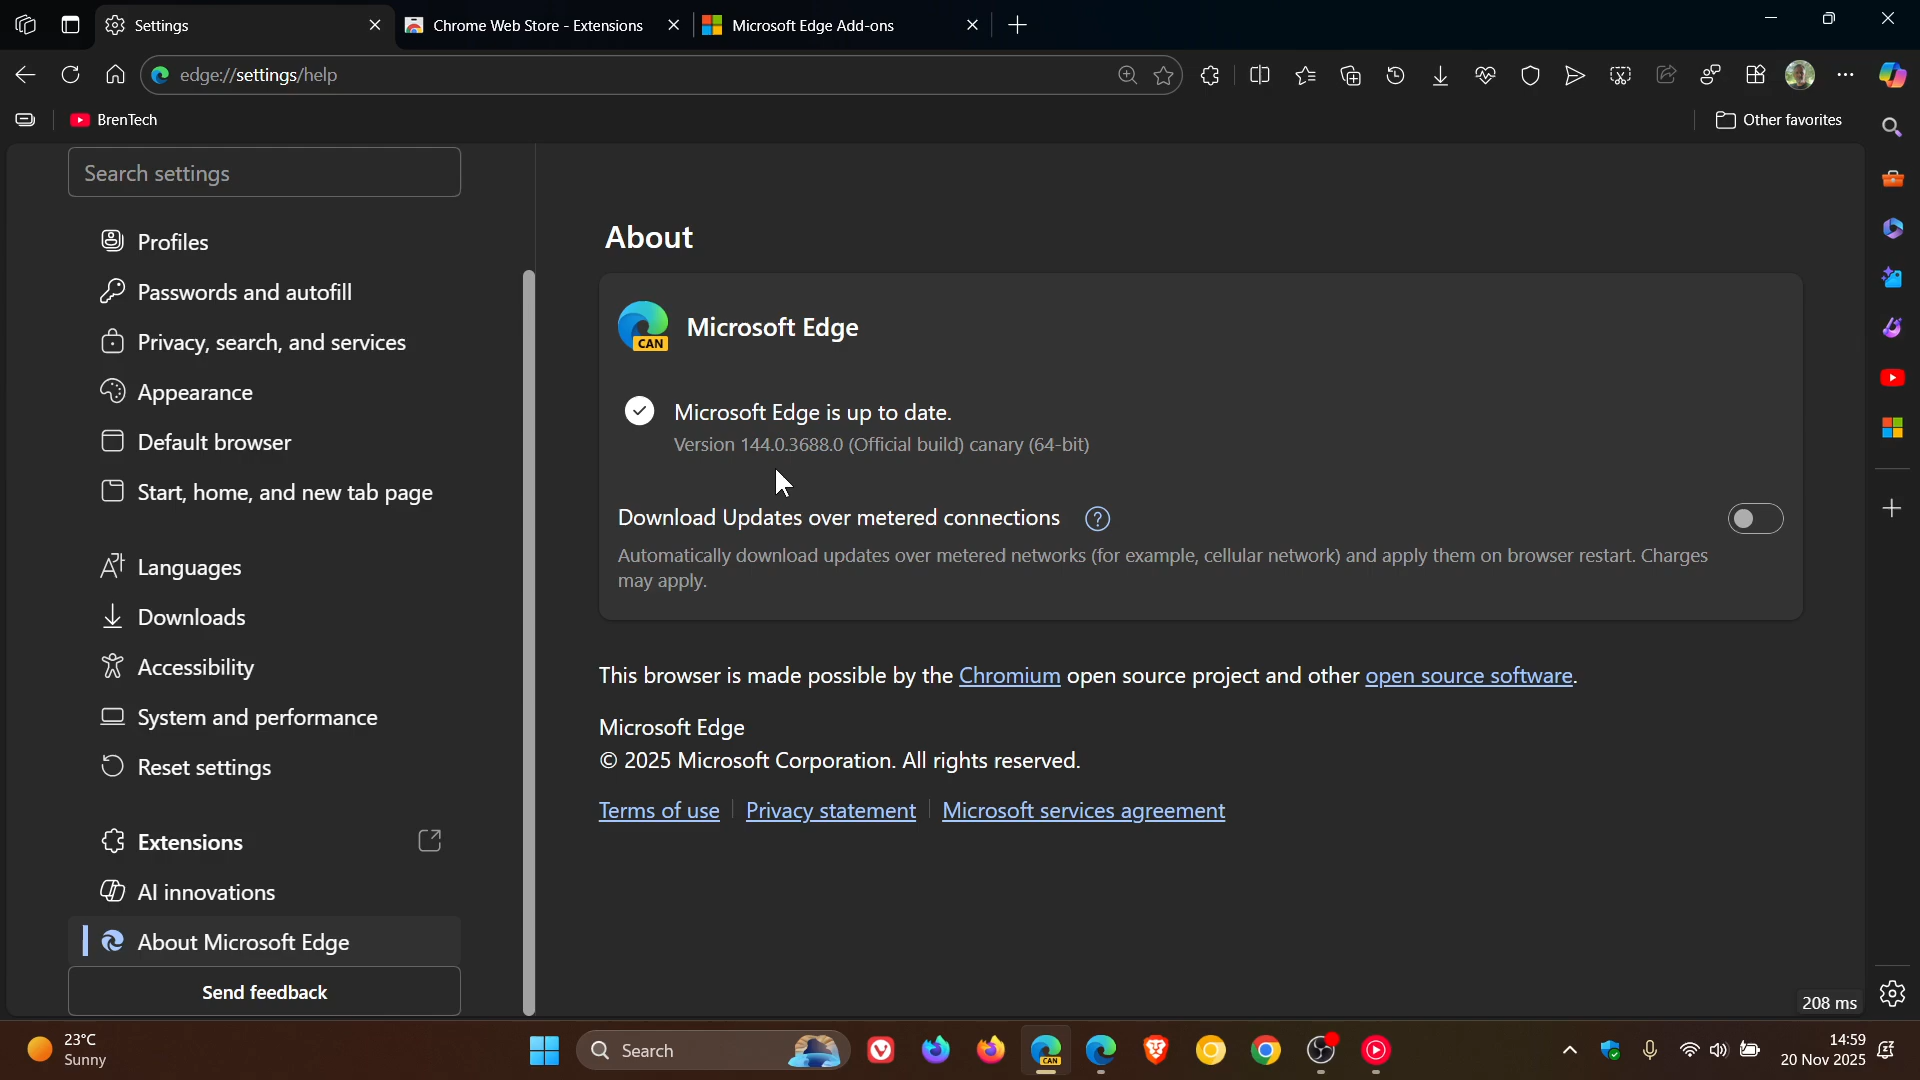 Settings
Chrome Web Store - Extensions
Microsoft Edge Add-ons
edge://settings/help
BrenTech
Other favorites
Search settings
Profiles
Passwords and autofill
Privacy, search, and services
Appearance
Default browser
Start, home, and new tab page
Languages
Downloads
Accessibility
System and performance
Reset settings
Extensions
AI innovations
About Microsoft Edge
Send feedback
About
CAN
Microsoft Edge
Microsoft Edge is up to date.
Version 144.0.3688.0 (Official build) canary (64-bit)
Download Updates over metered connections
Automatically download updates over metered networks (for example, cellular network) and apply them on browser restart. Charges
may apply.
This browser is made possible by the Chromium open source project and other open source software.
Microsoft Edge
© 2025 Microsoft Corporation. All rights reserved.
Terms of use
Privacy statement
Microsoft services agreement
208 ms
23°C
Sunny
Search
CAN
14:59
20 Nov 2025